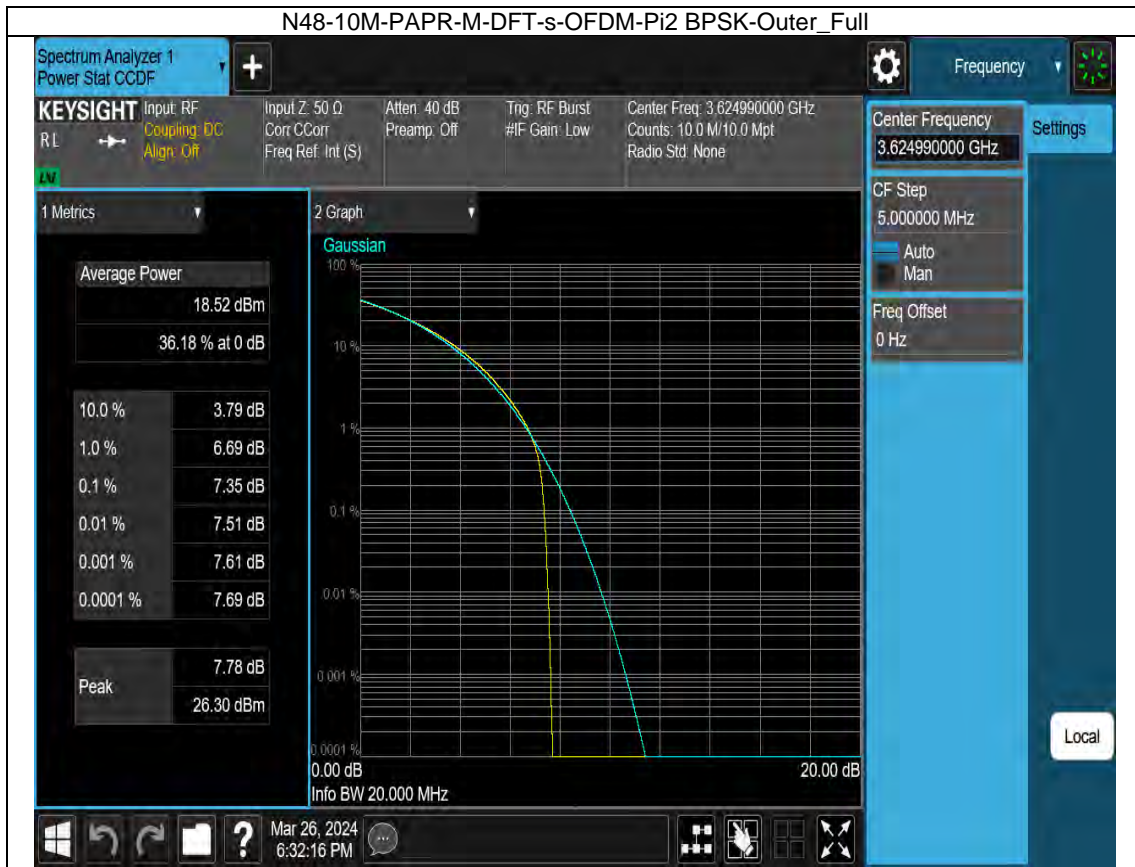 N48-10M-PAPR-M-DFT-s-OFDM-Pi2 BPSK-Outer_Full
Spectrum Analyzer 1
Power Stat CCDF
Frequency
KEYSIGHT
R L
Input: RF
Coupling: DC
Align: Off
Input Z: 50 Ω
Corr CCorr
Freq Ref: Int (S)
Atten: 40 dB
Preamp: Off
Trig: RF Burst
#IF Gain: Low
Center Freq: 3.624990000 GHz
Counts: 10.0 M/10.0 Mpt
Radio Std: None
Center Frequency
3.624990000 GHz
Settings
CF Step
5.000000 MHz
Auto
Man
Freq Offset
0 Hz
1 Metrics
Average Power
18.52 dBm
36.18 % at 0 dB
10.0 % 3.79 dB
1.0 % 6.69 dB
0.1 % 7.35 dB
0.01 % 7.51 dB
0.001 % 7.61 dB
0.0001 % 7.69 dB
Peak 7.78 dB
26.30 dBm
2 Graph
Gaussian
100 %
10 %
1 %
0.1 %
0.01 %
0.001 %
0.0001 %
0.00 dB 20.00 dB
Info BW 20.000 MHz
Local
? Mar 26, 2024
6:32:16 PM